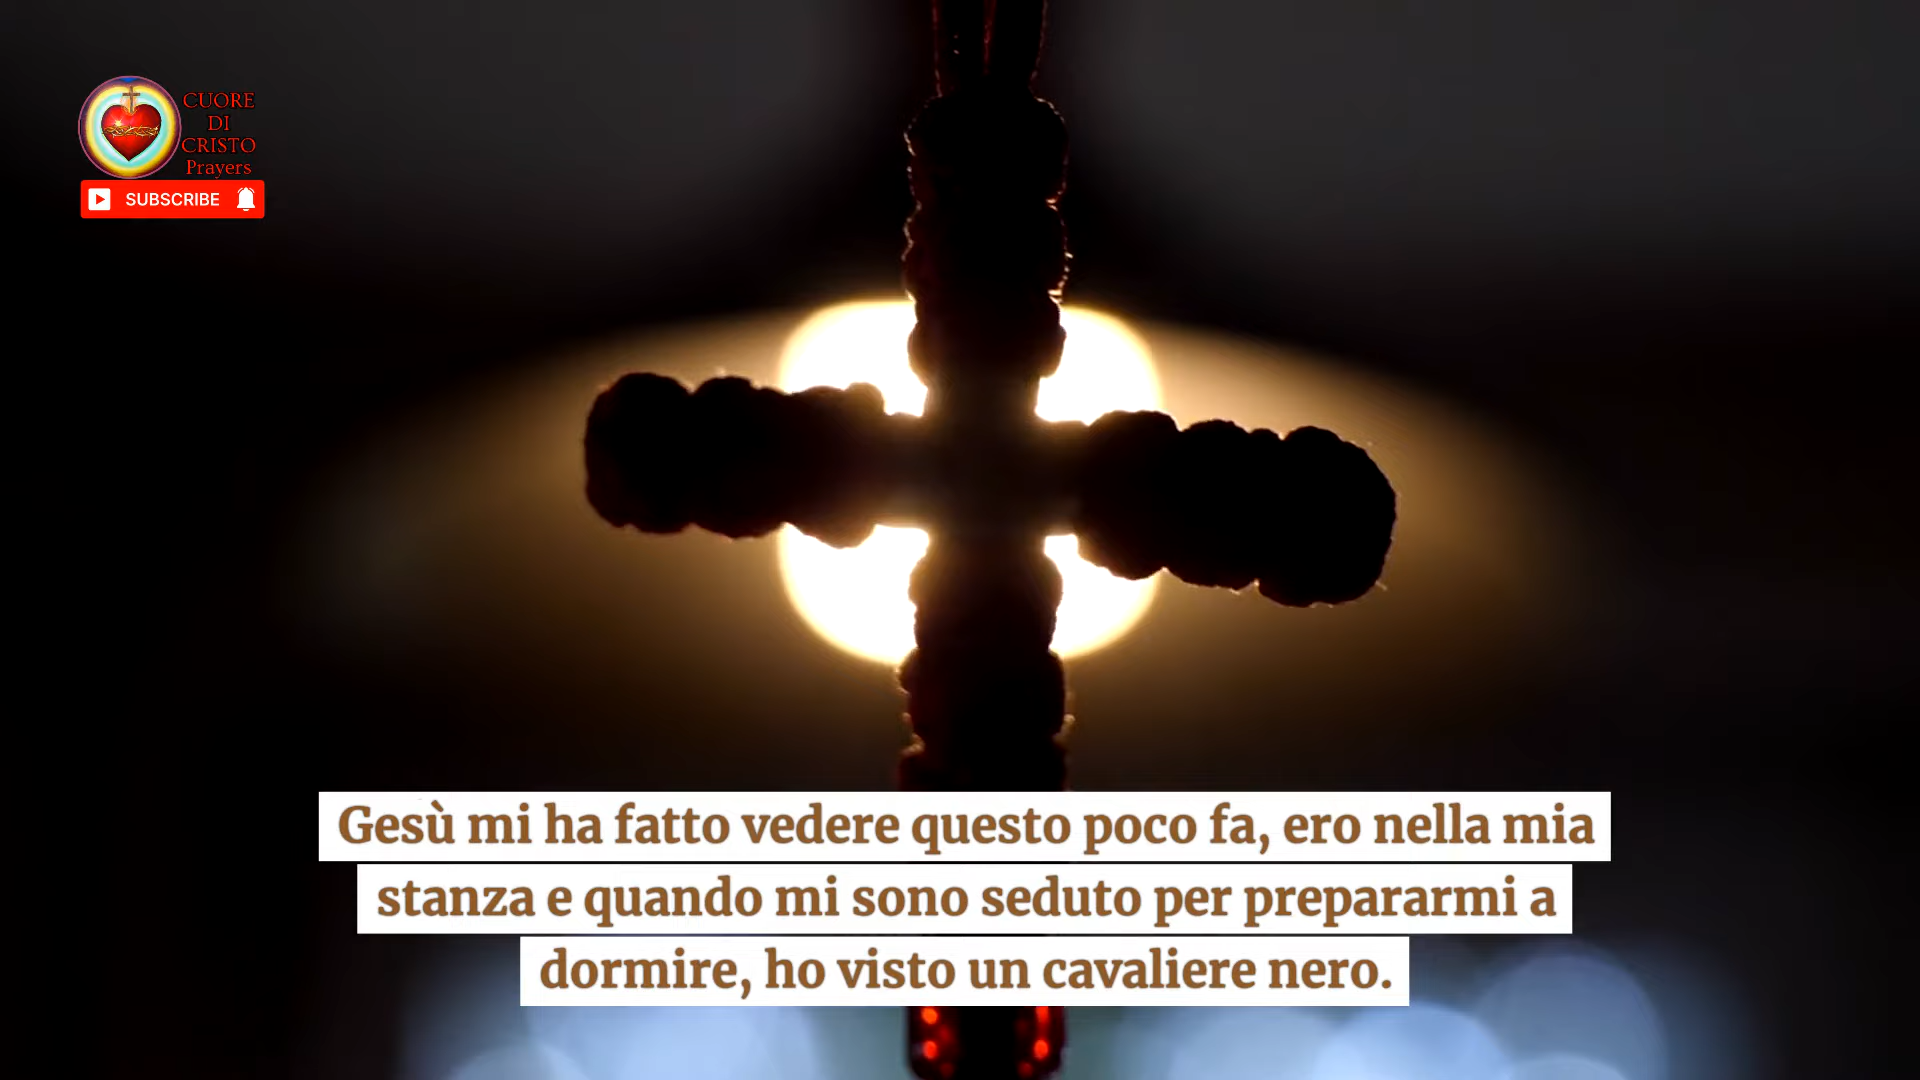 CUORE
DI
CRISTO
Prayers
SUBSCRIBE
Gesù mi ha fatto vedere questo poco fa, ero nella mia
stanza e quando mi sono seduto per prepararmi a
dormire, ho visto un cavaliere nero.